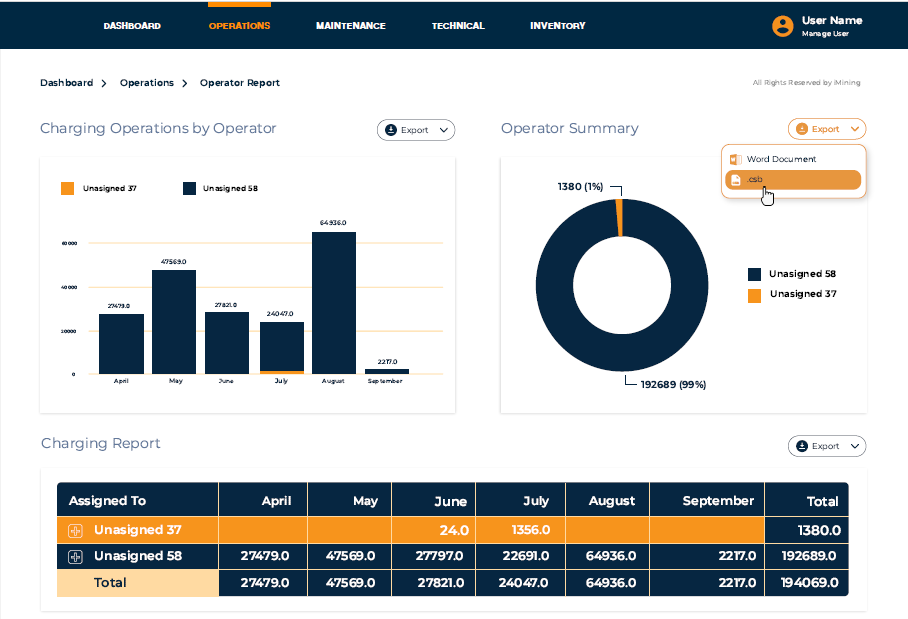 DASHBOARD OPERATIONS MAINTENANCE TECHNICAL INVENTORY
User Name
Manage User
Dashboard > Operations > Operator Report
All Rights Reserved by iMining
Charging Operations by Operator
Export
Unasigned 37 Unasigned 58
60000
40000
20000
0
27479.0
47569.0
27821.0
24047.0
64936.0
2217.0
April May June July August September
Operator Summary
Export
Word Document
.csb
1380 (1%)
192689 (99%)
Unasigned 58
Unasigned 37
Charging Report
Export
Assigned To April May June July August September Total
Unasigned 37 24.0 1356.0 1380.0
Unasigned 58 27479.0 47569.0 27797.0 22691.0 64936.0 2217.0 192689.0
Total 27479.0 47569.0 27821.0 24047.0 64936.0 2217.0 194069.0